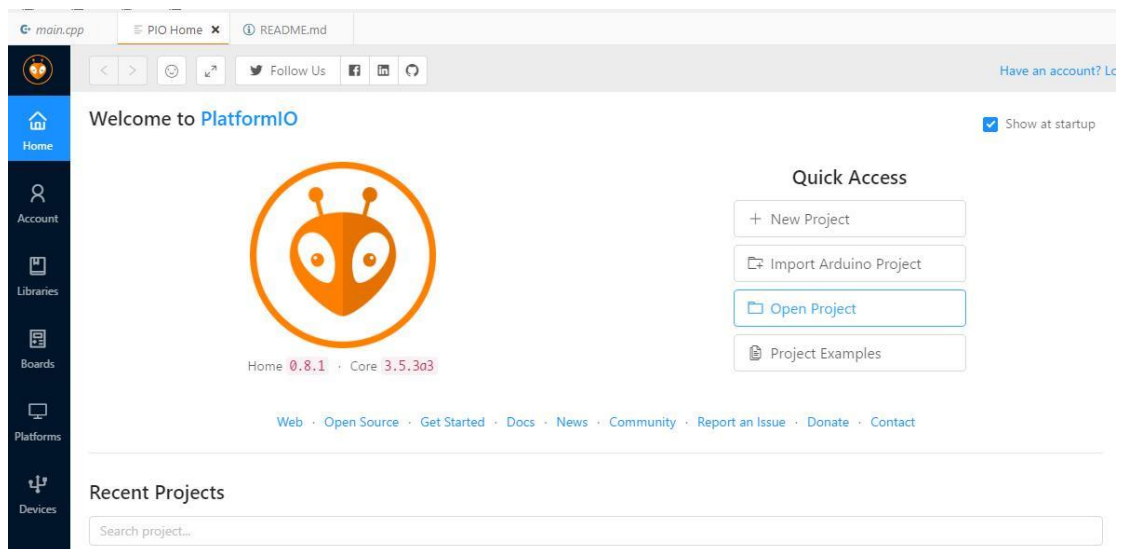 main.cpp PIO Home README.md
Follow Us Have an account?
Home
Account
Libraries
Boards
Platforms
Devices
Welcome to PlatformIO
Show at startup
Quick Access
New Project
Import Arduino Project
Open Project
Project Examples
Home 0.8.1 · Core 3.5.3a3
Web · Open Source · Get Started · Docs · News · Community · Report an Issue · Donate · Contact
Recent Projects
Search project...